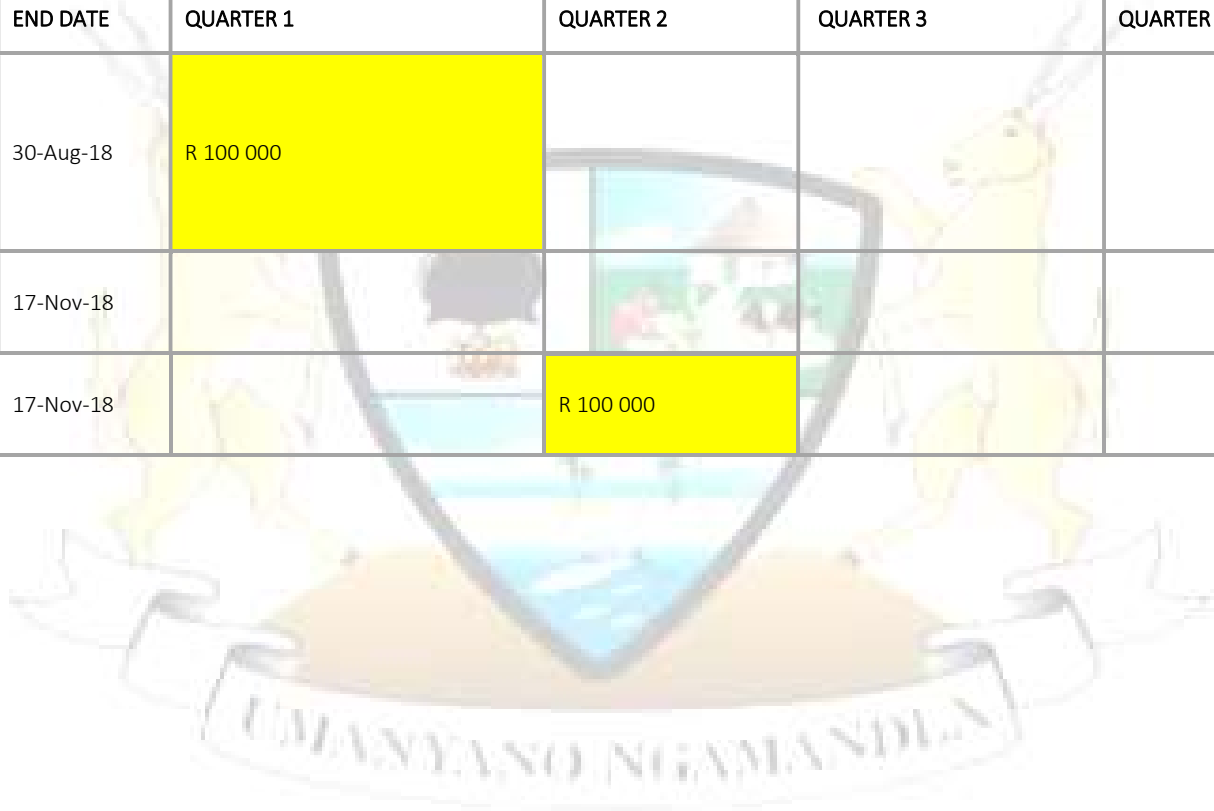 END DATE QUARTER 1 QUARTER 2 QUARTER 3 QUARTER
30-Aug-18 R 100 000
17-Nov-18
17-Nov-18 R 100 000
UMANYANO NGAMANDLA